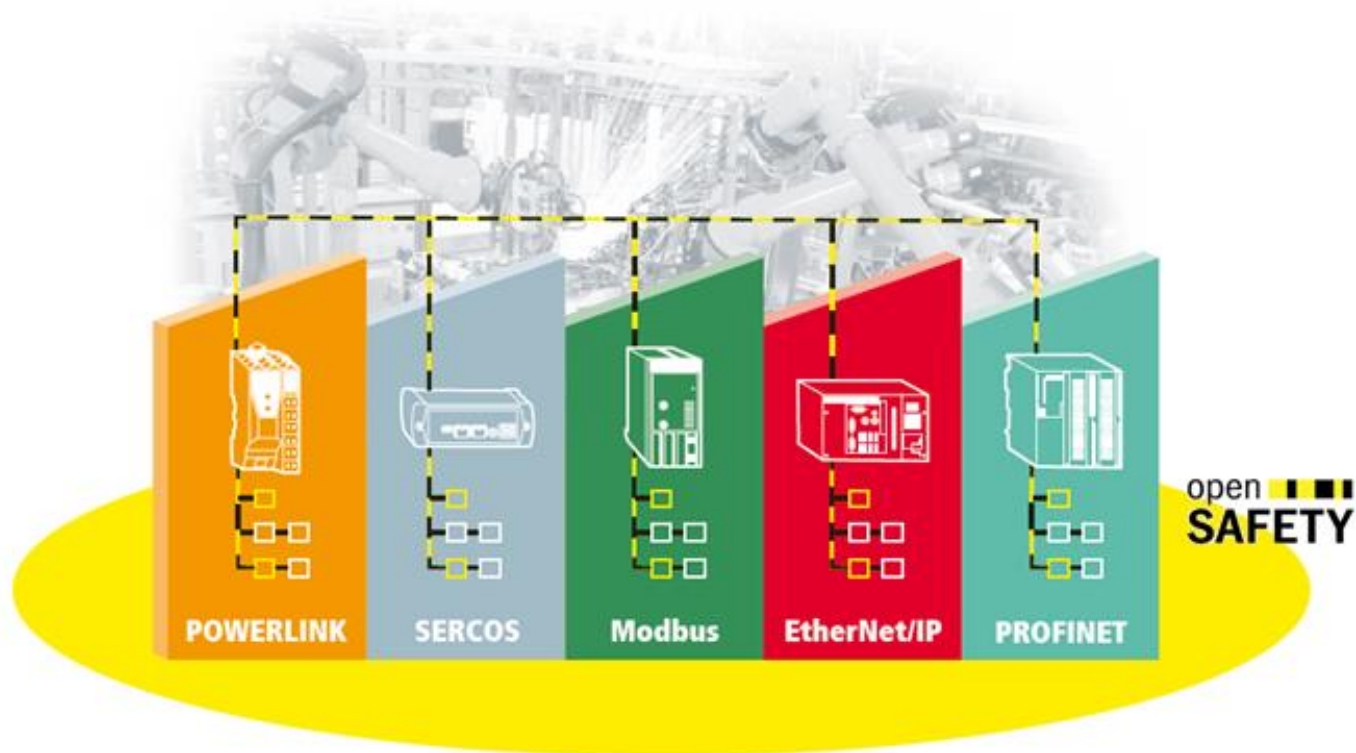 open
SAFETY
POWERLINK
SERCOS
Modbus
EtherNet/IP
PROFINET